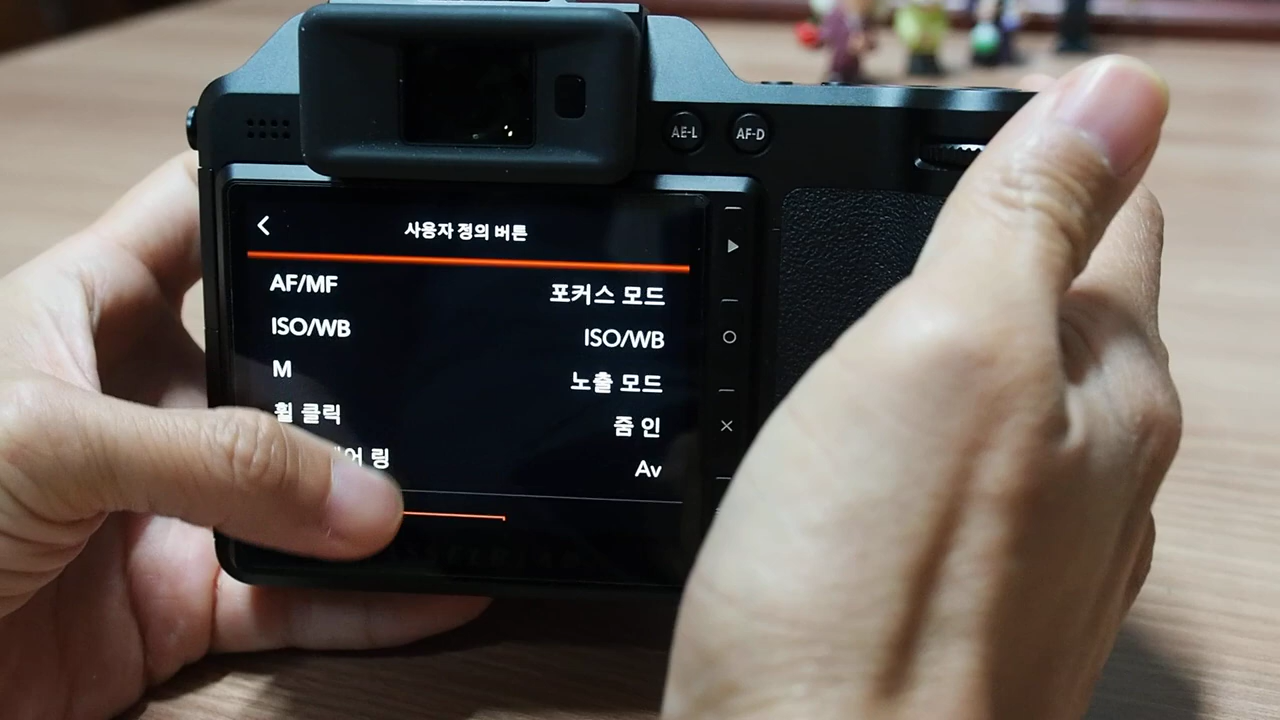 AE-L
AF-D
사용자 정의 버튼
AF/MF 포커스 모드
ISO/WB ISO/WB
M 노출 모드
휠 클릭 줌 인
링 Av